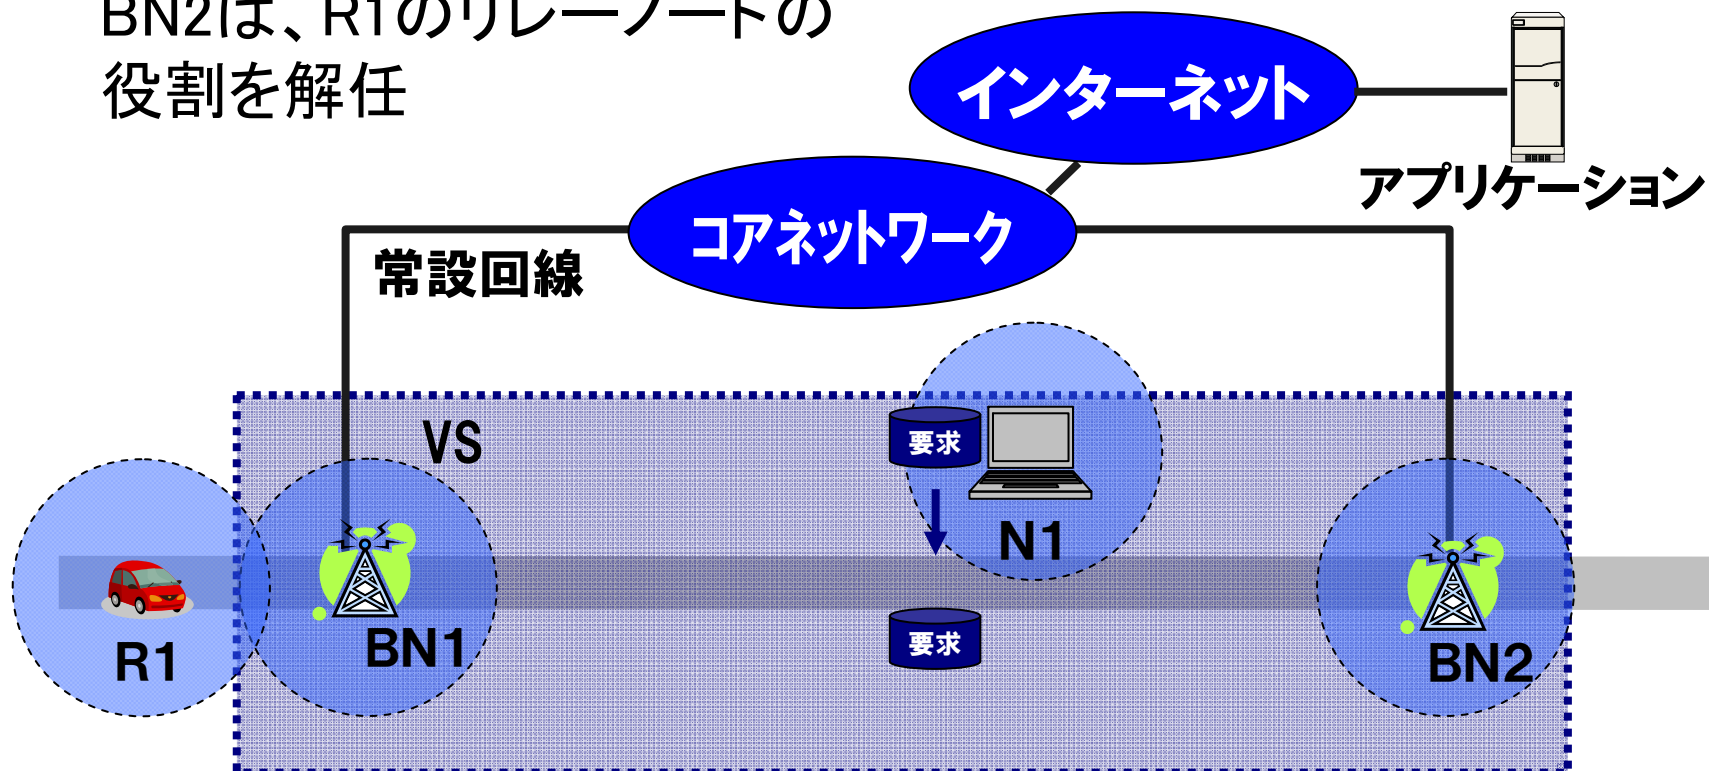 BN2は、R1のリレーノードの
役割を解任
インターネット
アプリケーション
コアネットワーク
常設回線
VS
要求
N1
R1
BN1
要求
BN2